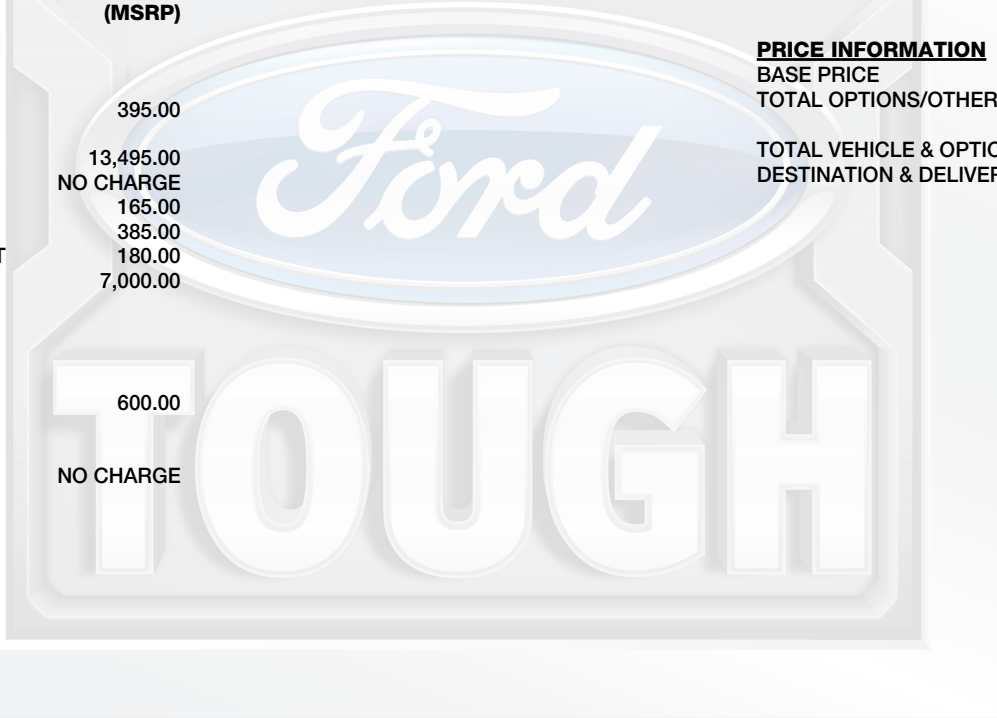 (MSRP)
395.00
13,495.00
NO CHARGE
165.00
385.00
T 180.00
7,000.00
600.00
NO CHARGE
PRICE INFORMATION
BASE PRICE
TOTAL OPTIONS/OTHER
TOTAL VEHICLE & OPTIO
DESTINATION & DELIVER
Ford
TOUGH